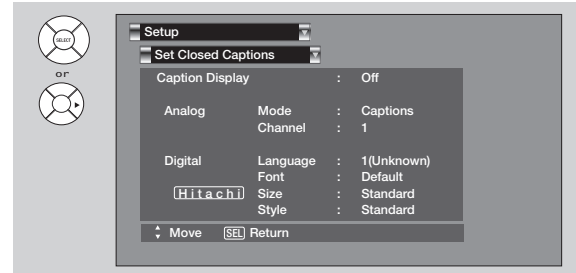 SELECT
or
Setup
Set Closed Captions
Caption Display : Off
Analog Mode : Captions
Channel : 1
Digital Language : 1(Unknown)
Font : Default
Hitachi Size : Standard
Style : Standard
Move SEL Return